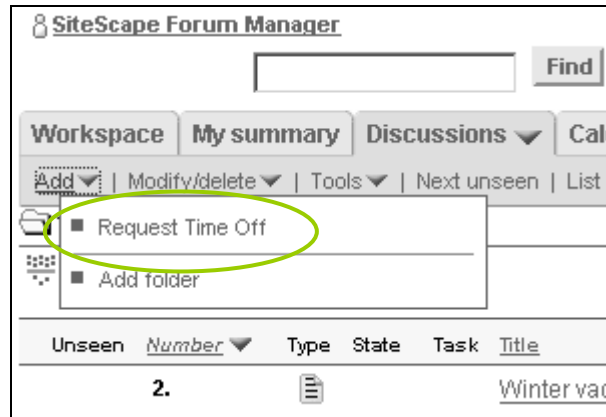 SiteScape Forum Manager
Find
Workspace My summary Discussions Cal
Add | Modify/delete | Tools | Next unseen | List
Request Time Off
Add folder
Unseen Number Type State Task Title
2. Winter vac